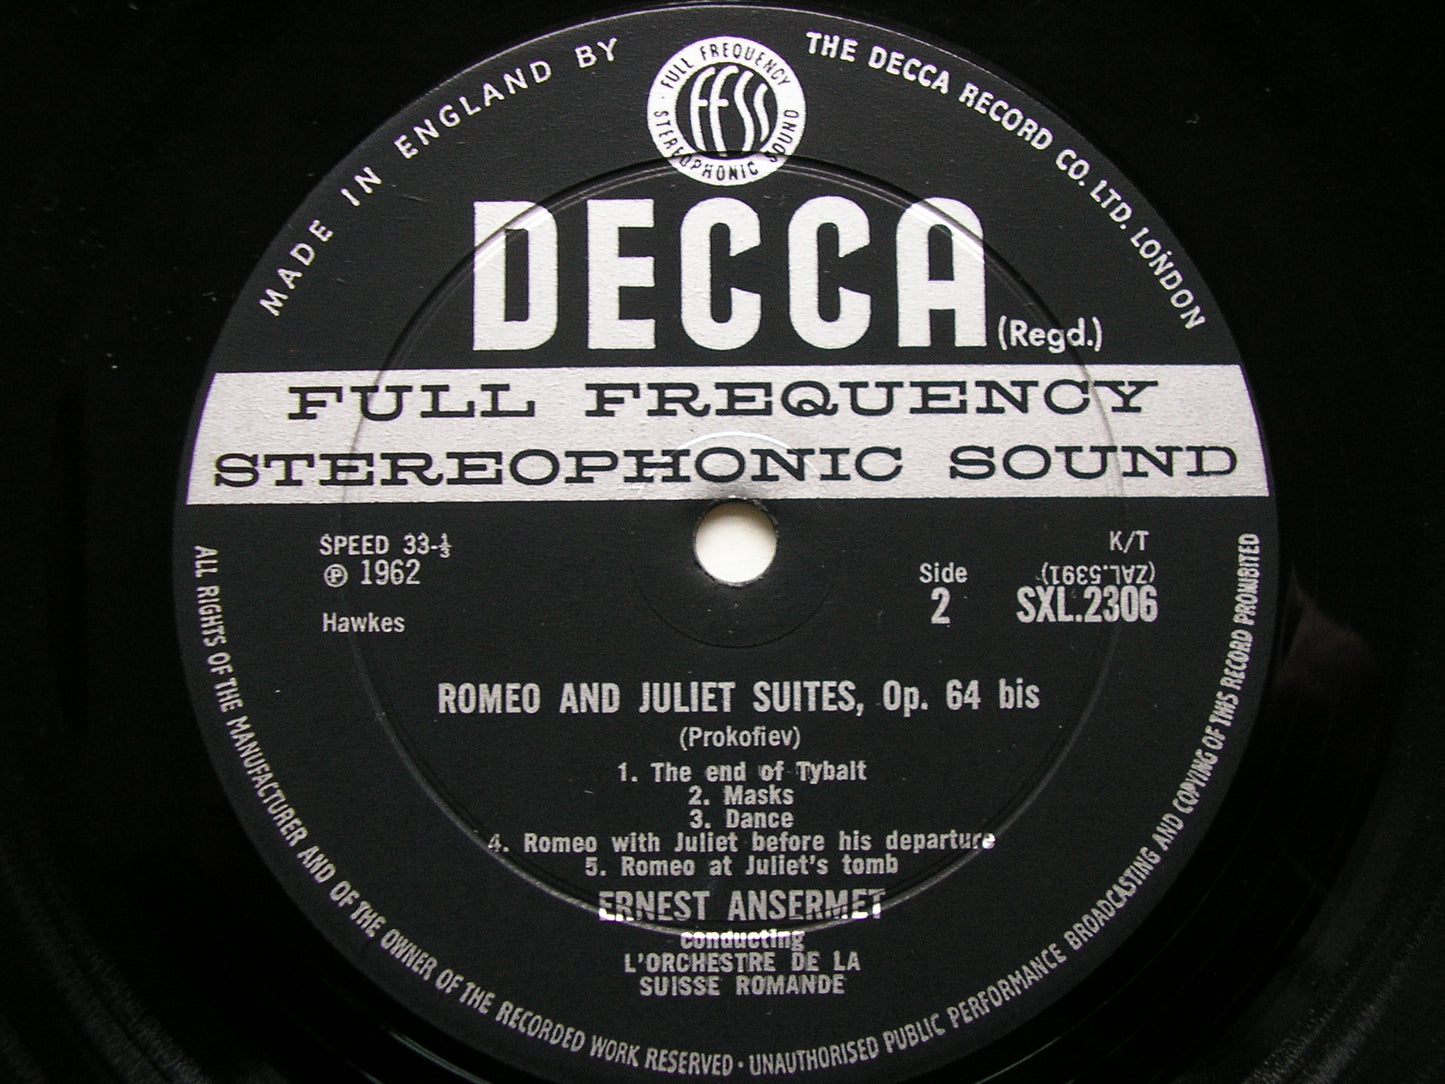 MADE IN ENGLAND BY
THE DECCA RECORD CO. LTD. LONDON
FULL FREQUENCY
ffss
STEREOPHONIC SOUND
DECCA
(Regd.)
FULL FREQUENCY
STEREOPHONIC SOUND
SPEED 33-⅓
℗ 1962
Hawkes
K/T
(ZAL.5391)
Side
2
SXL.2306
ROMEO AND JULIET SUITES, Op. 64 bis
(Prokofiev)
1. The end of Tybalt
2. Masks
3. Dance
4. Romeo with Juliet before his departure
5. Romeo at Juliet's tomb
ERNEST ANSERMET
conducting
L'ORCHESTRE DE LA
SUISSE ROMANDE
ALL RIGHTS OF THE MANUFACTURER AND OF THE OWNER OF THE RECORDED WORK RESERVED · UNAUTHORISED PUBLIC PERFORMANCE BROADCASTING AND COPYING OF THIS RECORD PROHIBITED